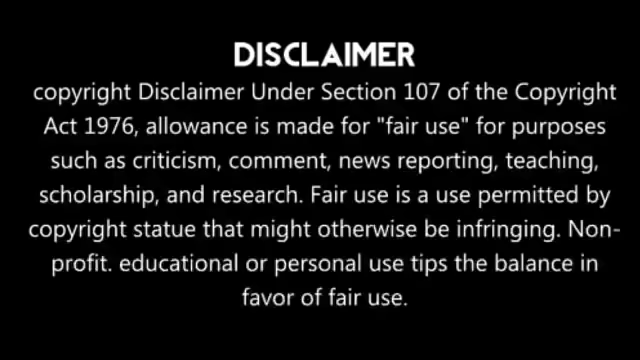 DISCLAIMER
copyright Disclaimer Under Section 107 of the Copyright
Act 1976, allowance is made for "fair use" for purposes
such as criticism, comment, news reporting, teaching,
scholarship, and research. Fair use is a use permitted by
copyright statue that might otherwise be infringing. Non-
profit. educational or personal use tips the balance in
favor of fair use.